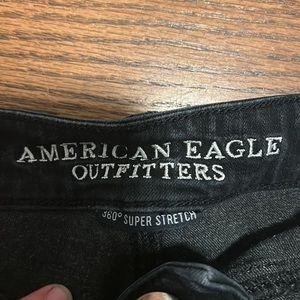 AMERICAN EAGLE
OUTFITTERS
360° SUPER STRETCH